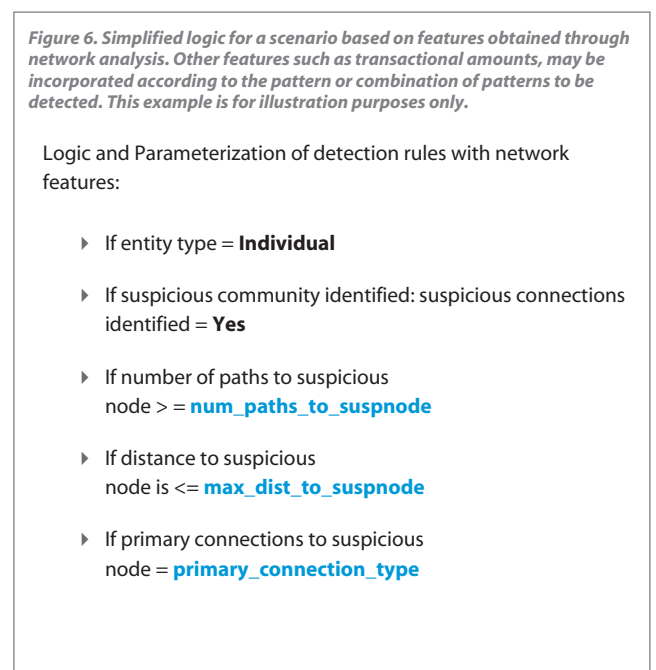 Figure 6. Simplified logic for a scenario based on features obtained through
network analysis. Other features such as transactional amounts, may be
incorporated according to the pattern or combination of patterns to be
detected. This example is for illustration purposes only.
Logic and Parameterization of detection rules with network
features:
If entity type = Individual
If suspicious community identified: suspicious connections
identified = Yes
If number of paths to suspicious
node > = num_paths_to_suspnode
If distance to suspicious
node is <= max_dist_to_suspnode
If primary connections to suspicious
node = primary_connection_type